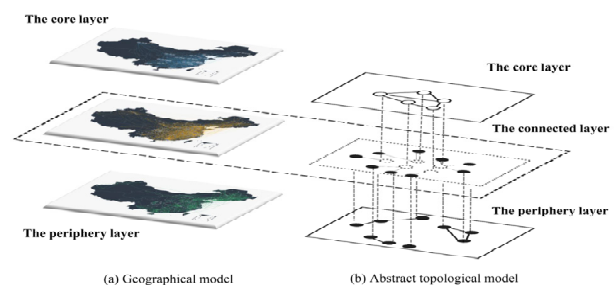 The core layer
The core layer
The connected layer
The periphery layer
The periphery layer
(a) Geographical model
(b) Abstract topological model